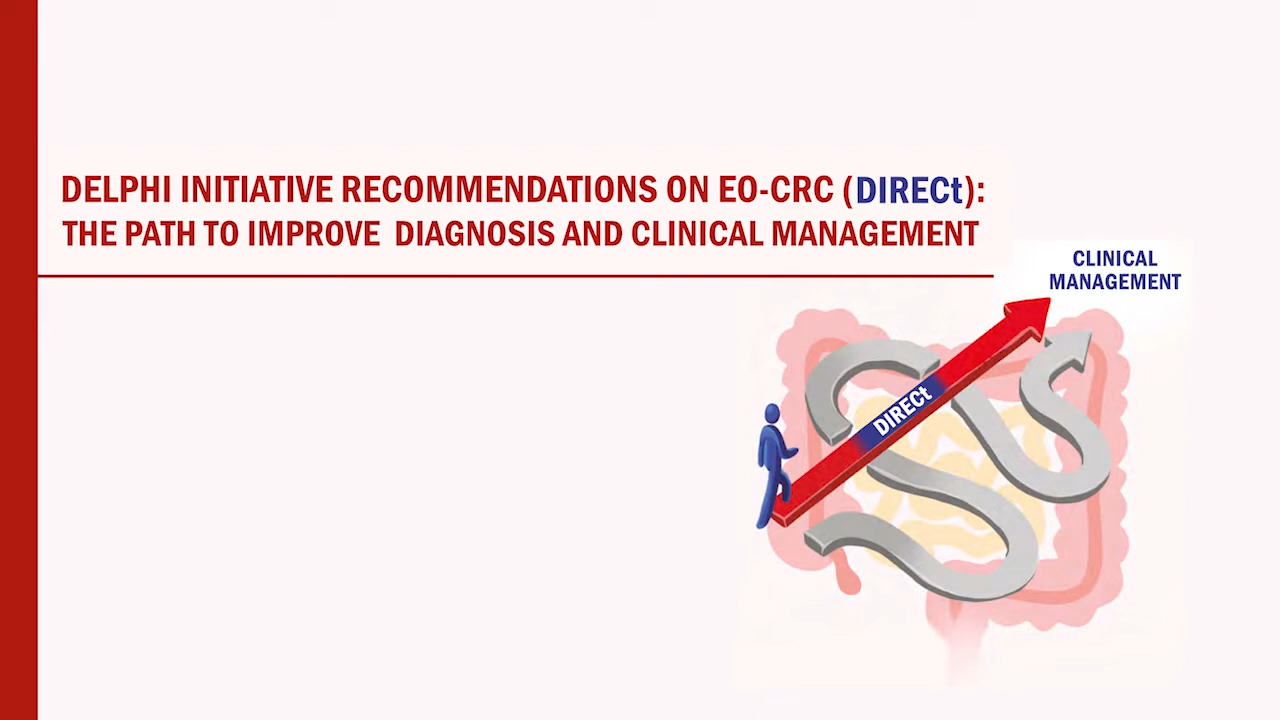 DELPHI INITIATIVE RECOMMENDATIONS ON EO-CRC (DIRECt):
THE PATH TO IMPROVE DIAGNOSIS AND CLINICAL MANAGEMENT
CLINICAL
MANAGEMENT
DIRECt